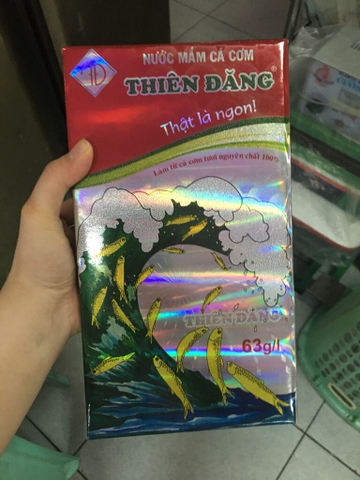 NƯỚC MẮM CÁ CƠM
THIÊN ĐĂNG®
Thật là ngon!
Làm từ cá cơm tươi nguyên chất 100%
THIÊN ĐĂNG
63g/l